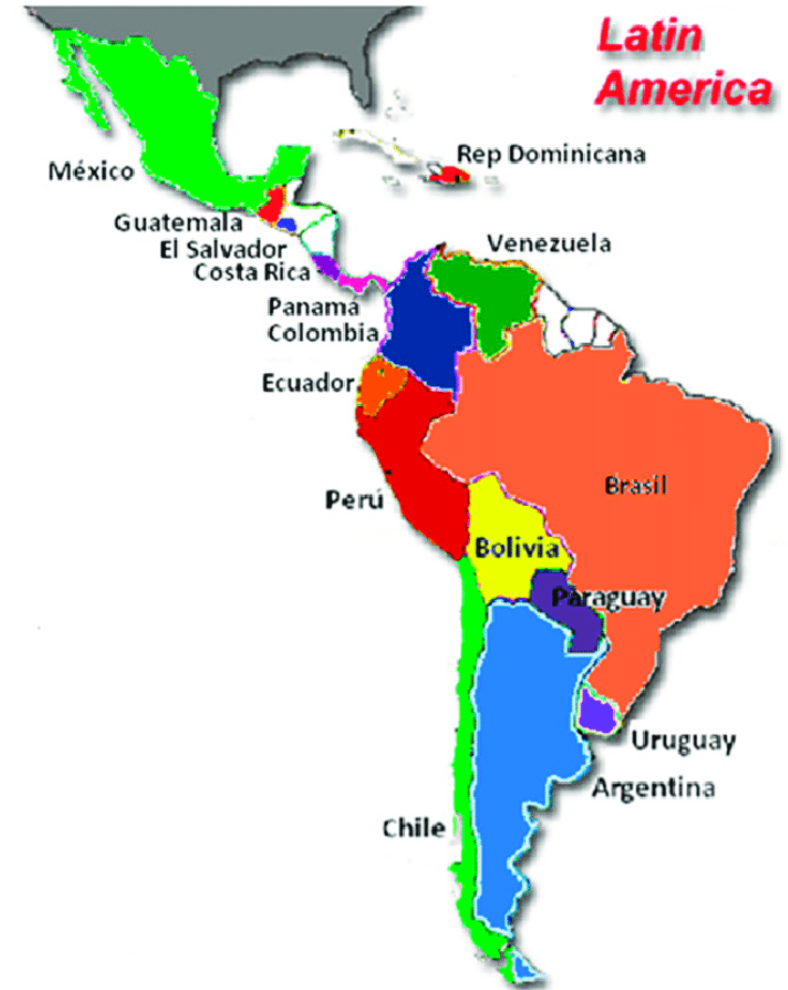 Latin
America
Rep Dominicana
México
Guatemala
El Salvador
Costa Rica
Venezuela
Panamá
Colombia
Ecuador
Perú
Brasil
Bolivia
Paraguay
Uruguay
Argentina
Chile